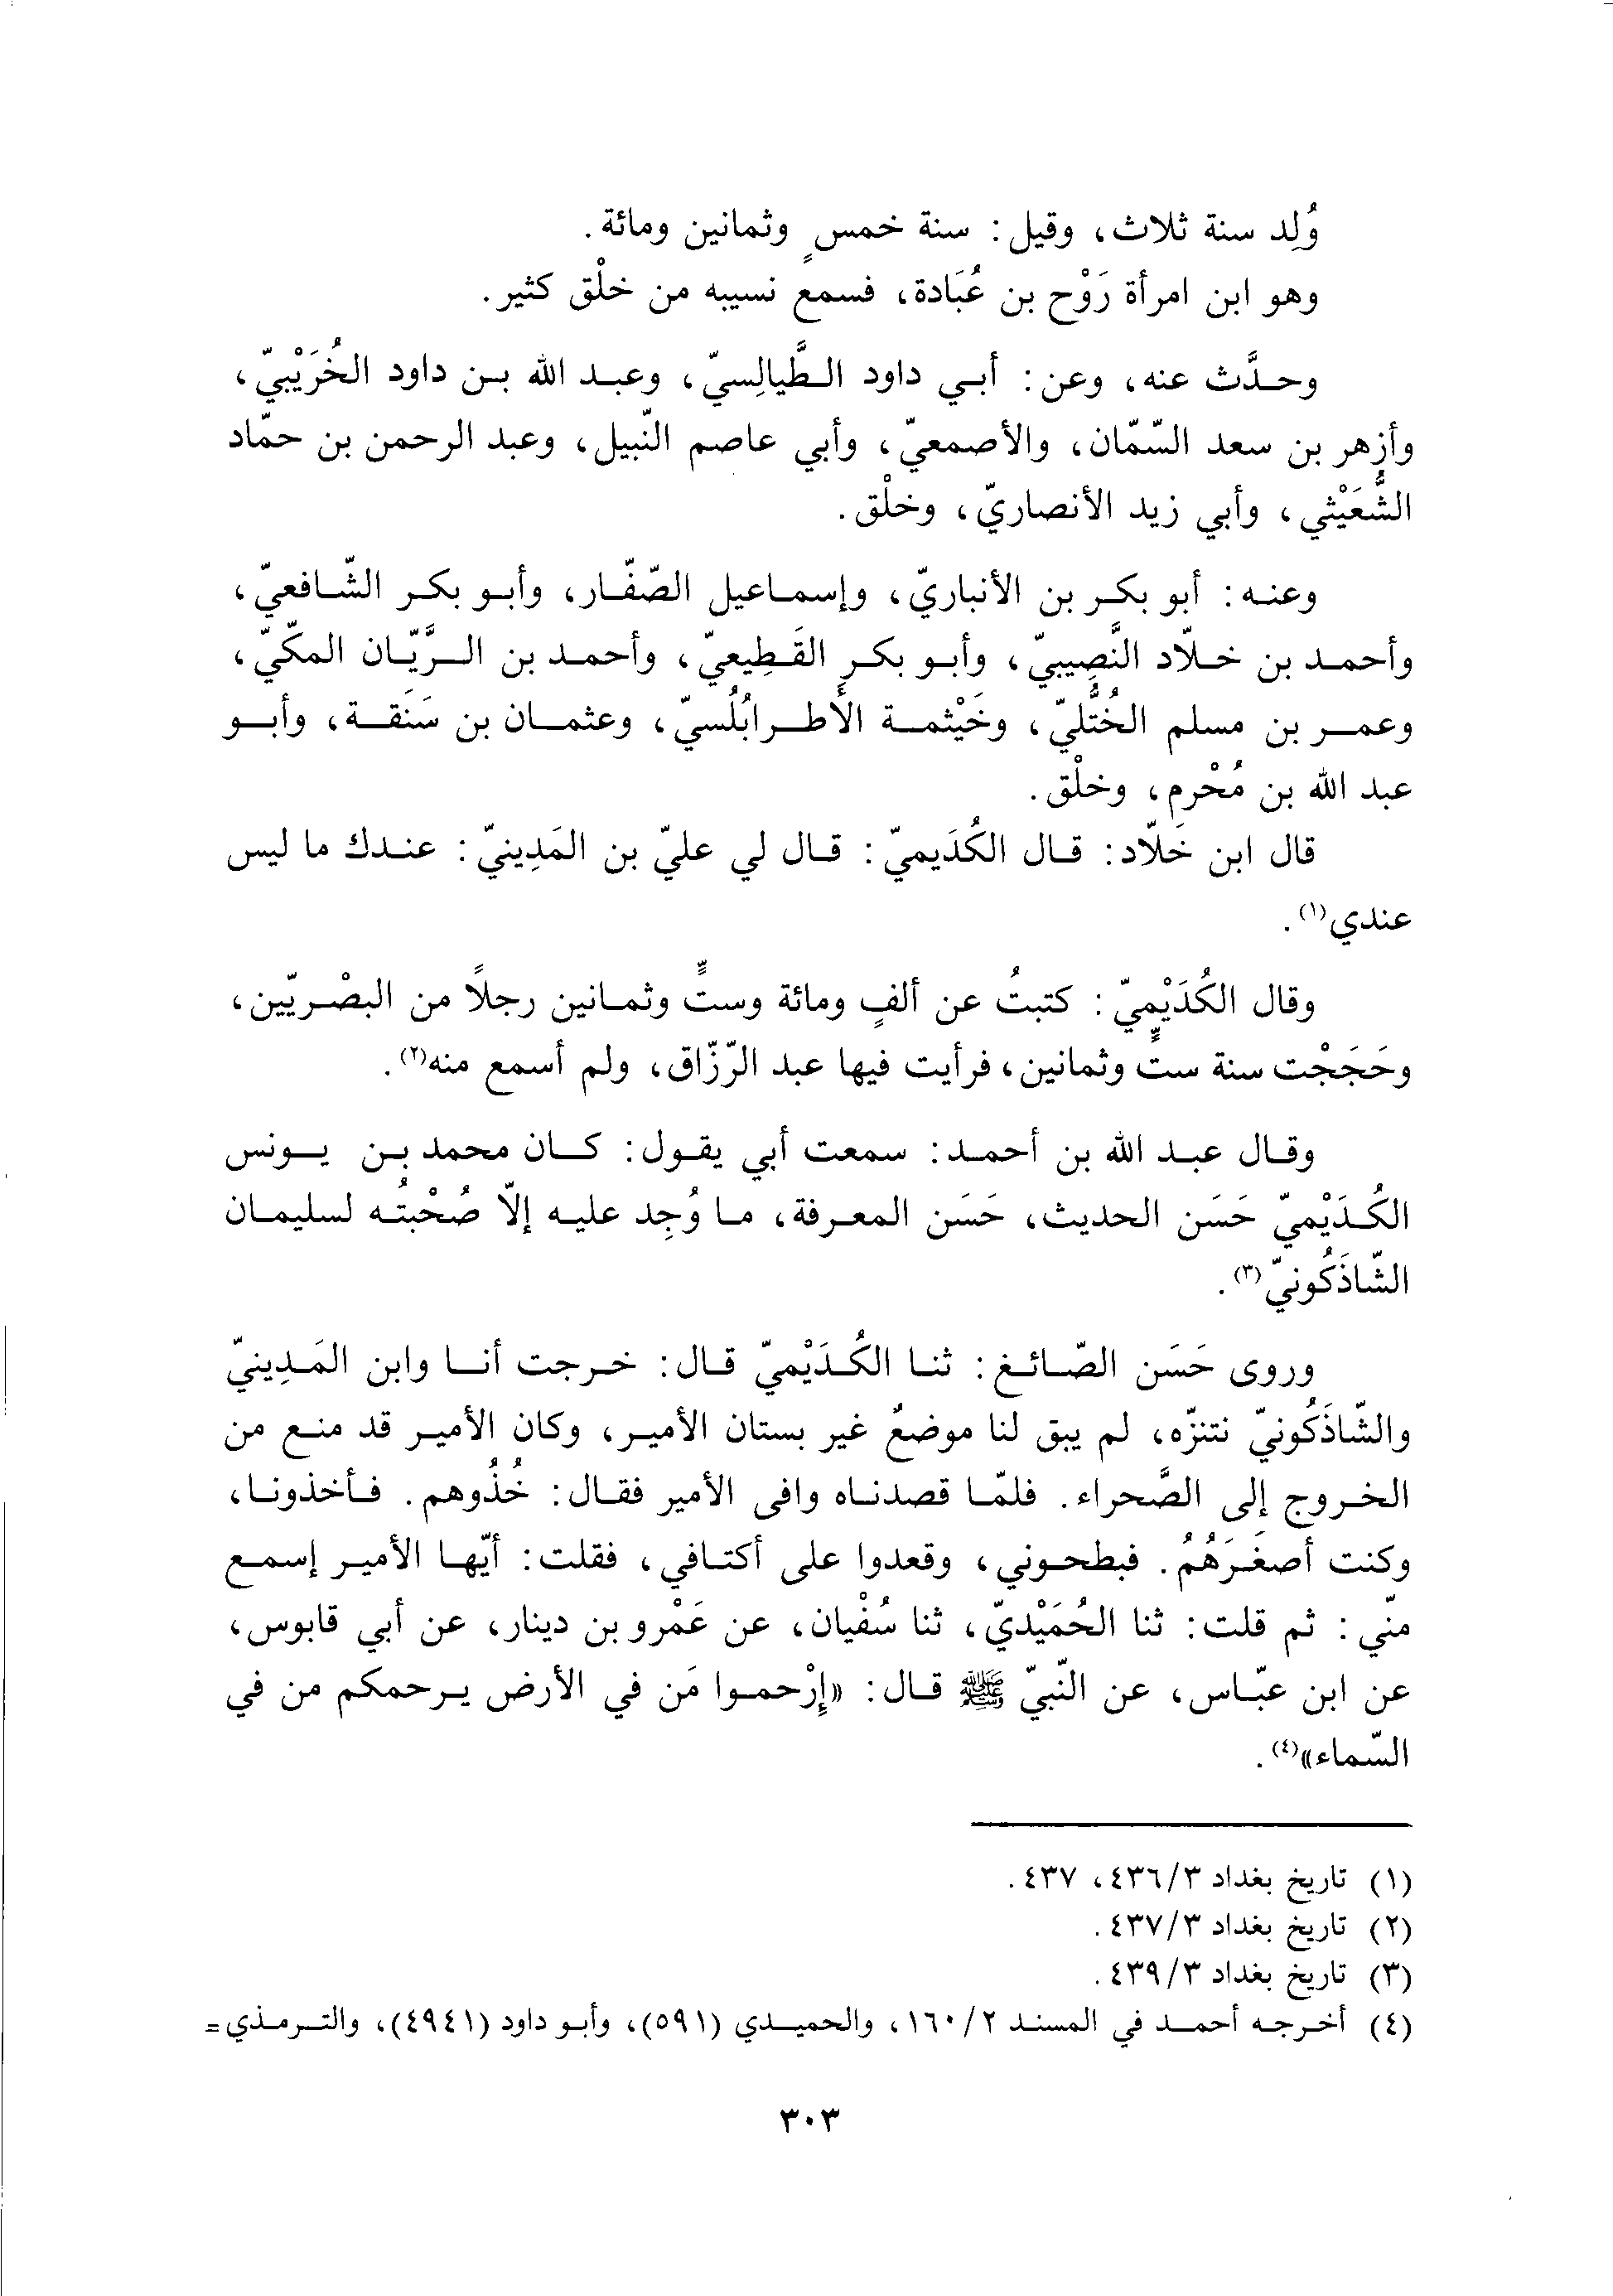 وُلِد سنة ثلاث، وقيل: سنة خمسٍ وثمانين ومائة.
وهو ابن امرأة رَوْح بن عُبَادة، فسمع نسيبه من خلْق كثير.
وحدَّث عنه، وعن: أبي داود الطَّيالِسيّ، وعبد الله بن داود الخُرَيْبيّ،
وأزهر بن سعد السّمّان، والأصمعيّ، وأبي عاصم النّبيل، وعبد الرحمن بن حمّاد
الشُّعَيْثي، وأبي زيد الأنصاريّ، وخلْق.
وعنه: أبو بكر بن الأنباريّ، وإسماعيل الصّفّار، وأبو بكر الشّافعيّ،
وأحمد بن خلّاد النَّصِيبيّ، وأبو بكرٍ القَطِيعيّ، وأحمد بن الرَّيّان المكّيّ،
وعمر بن مسلم الخُتُّليّ، وخَيْثمة الأَطرابُلُسيّ، وعثمان بن سَنَقة، وأبو
عبد الله بن مُحْرم، وخلْق.
قال ابن خَلّاد: قال الكُدَيميّ: قال لي عليّ بن المَدِينيّ: عندك ما ليس
عندي(١).
وقال الكُدَيْميّ: كتبتُ عن ألفٍ ومائة وستٍّ وثمانين رجلاً من البصْريّين،
وحَجَجْت سنة ستٍّ وثمانين، فرأيت فيها عبد الرّزّاق، ولم أسمع منه(٢).
وقال عبد الله بن أحمد: سمعت أبي يقول: كان محمد بن يونس
الكُدَيْميّ حَسَن الحديث، حَسَن المعرفة، ما وُجِد عليه إلّا صُحْبتُه لسليمان
الشّاذَكُونيّ(٣).
وروى حَسَن الصّائغ: ثنا الكُدَيْميّ قال: خرجت أنا وابن المَدِينيّ
والشّاذَكُونيّ نتنزّه، لم يبق لنا موضعٌ غير بستان الأمير، وكان الأمير قد منع من
الخروج إلى الصَّحراء. فلمّا قصدناه وافى الأمير فقال: خُذُوهم. فأخذونا،
وكنت أصغَرَهُمُ. فبطحوني، وقعدوا على أكتافي، فقلت: أيّها الأمير إسمع
منّي: ثم قلت: ثنا الحُمَيْديّ، ثنا سُفْيان، عن عَمْرو بن دينار، عن أبي قابوس،
عن ابن عبّاس، عن النّبيّ ﷺ قال: «إِرْحموا مَن في الأرض يرحمكم من في
السّماء»(٤).
(١) تاريخ بغداد ٤٣٦/٣، ٤٣٧.
(٢) تاريخ بغداد ٤٣٧/٣.
(٣) تاريخ بغداد ٤٣٩/٣.
(٤) أخرجه أحمد في المسند ١٦٠/٢، والحميدي (٥٩١)، وأبو داود (٤٩٤١)، والترمذي=
٣٠٣